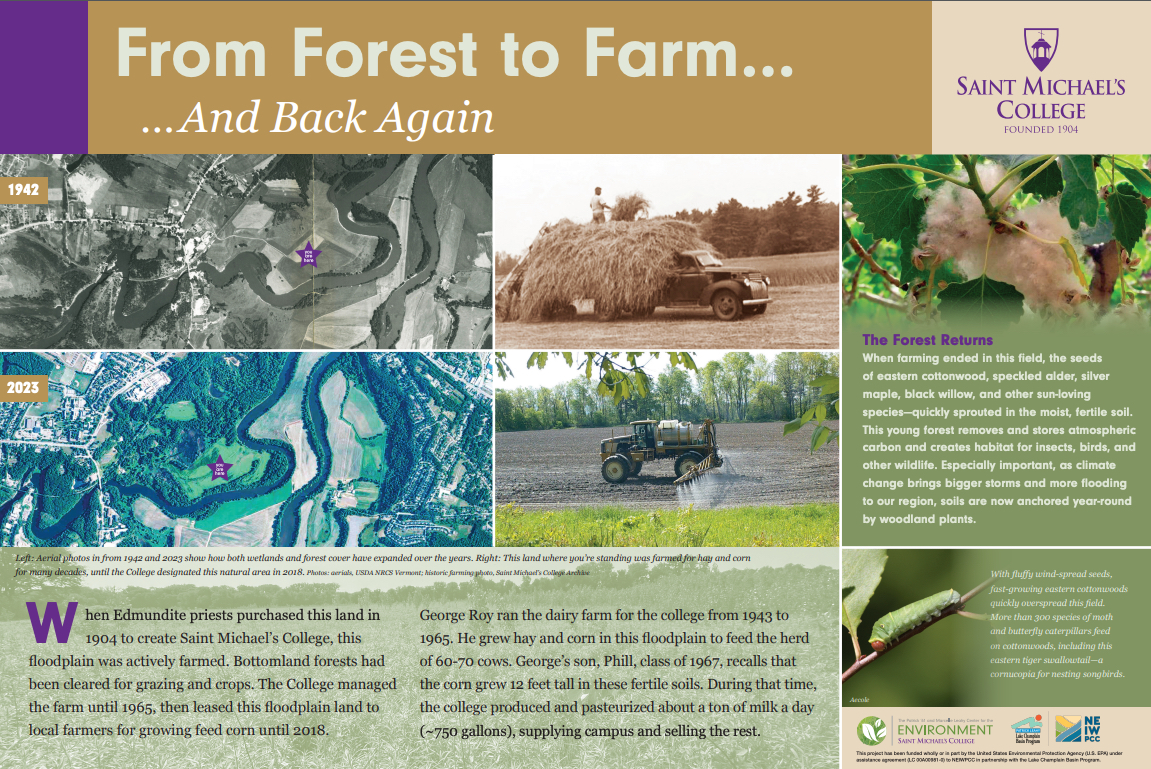 From Forest to Farm...
...And Back Again
SAINT MICHAEL'S
COLLEGE
FOUNDED 1904
1942
you
are
here
2023
you
are
here
The Forest Returns
When farming ended in this field, the seeds
of eastern cottonwood, speckled alder, silver
maple, black willow, and other sun-loving
species—quickly sprouted in the moist, fertile soil.
This young forest removes and stores atmospheric
carbon and creates habitat for insects, birds, and
other wildlife. Especially important, as climate
change brings bigger storms and more flooding
to our region, soils are now anchored year-round
by woodland plants.
Left: Aerial photos in from 1942 and 2023 show how both wetlands and forest cover have expanded over the years. Right: This land where you're standing was farmed for hay and corn
for many decades, until the College designated this natural area in 2018. Photos: aerials, USDA NRCS Vermont; historic farming photo, Saint Michael's College Archive
When Edmundite priests purchased this land in
1904 to create Saint Michael's College, this
floodplain was actively farmed. Bottomland forests had
been cleared for grazing and crops. The College managed
the farm until 1965, then leased this floodplain land to
local farmers for growing feed corn until 2018.
George Roy ran the dairy farm for the college from 1943 to
1965. He grew hay and corn in this floodplain to feed the herd
of 60-70 cows. George's son, Phill, class of 1967, recalls that
the corn grew 12 feet tall in these fertile soils. During that time,
the college produced and pasteurized about a ton of milk a day
(~750 gallons), supplying campus and selling the rest.
With fluffy wind-spread seeds,
fast-growing eastern cottonwoods
quickly overspread this field.
More than 300 species of moth
and butterfly caterpillars feed
on cottonwoods, including this
eastern tiger swallowtail—a
cornucopia for nesting songbirds.
Center for the
ENVIRONMENT
SAINT MICHAEL'S COLLEGE
Lake Champlain
Basin Program
NE
IW
PCC
This project has been funded wholly or in part by the United States Environmental Protection Agency (U.S. EPA) under
assistance agreement (LC 00A00981-0) to NEIWPCC in partnership with the Lake Champlain Basin Program.